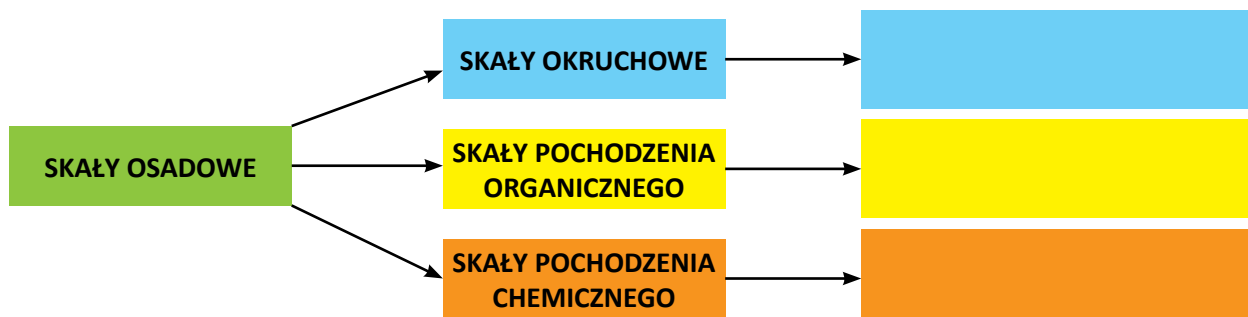 SKAŁY OKRUCHOWE
SKAŁY OSADOWE
SKAŁY POCHODZENIA
ORGANICZNEGO
SKAŁY POCHODZENIA
CHEMICZNEGO